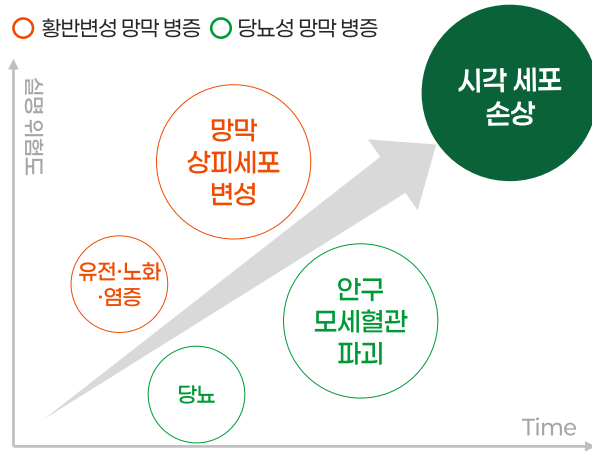 황반변성 망막 병증 당뇨성 망막 병증
실명 위험도
시각 세포
손상
망막
상피세포
변성
유전·노화
·염증
안구
모세혈관
파괴
당뇨
Time